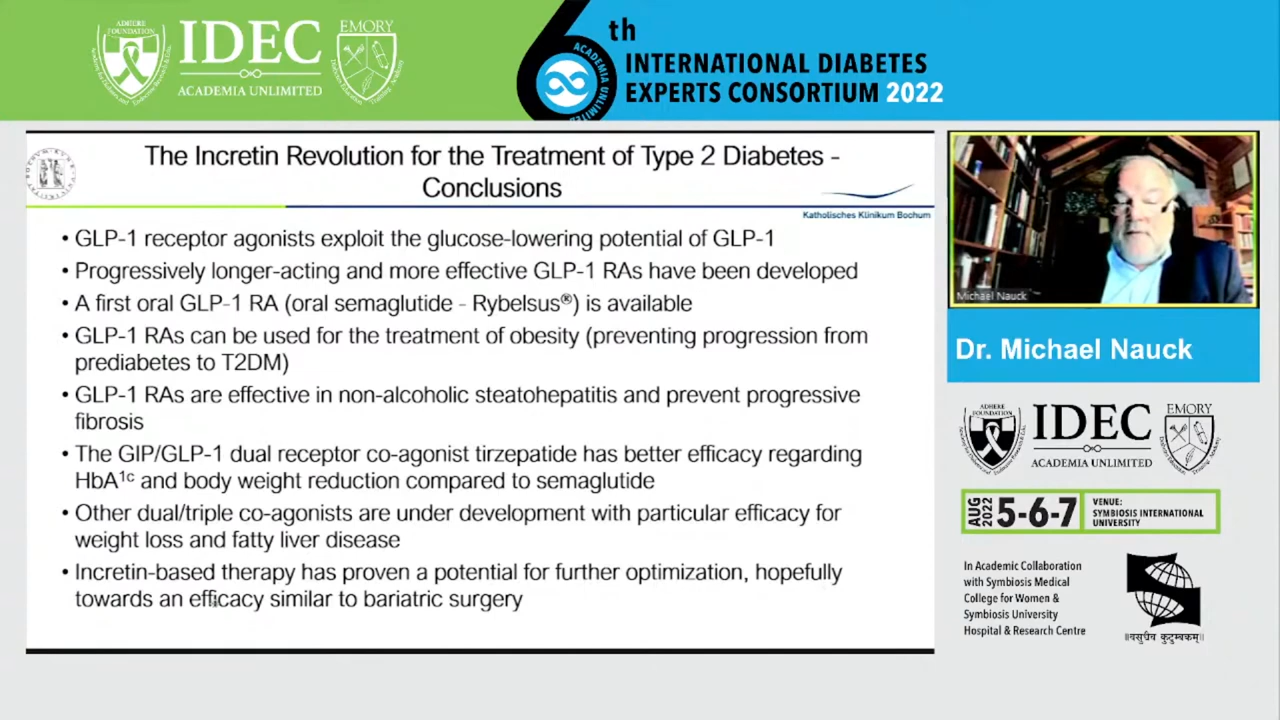 ADHERE
FOUNDATION
IDEC
ACADEMIA UNLIMITED
EMORY
6th
ACADEMIA UNLIMITED
INTERNATIONAL DIABETES
EXPERTS CONSORTIUM 2022
The Incretin Revolution for the Treatment of Type 2 Diabetes -
Conclusions
Katholisches Klinikum Bochum
• GLP-1 receptor agonists exploit the glucose-lowering potential of GLP-1
• Progressively longer-acting and more effective GLP-1 RAs have been developed
• A first oral GLP-1 RA (oral semaglutide - Rybelsus®) is available
• GLP-1 RAs can be used for the treatment of obesity (preventing progression from
prediabetes to T2DM)
• GLP-1 RAs are effective in non-alcoholic steatohepatitis and prevent progressive
fibrosis
• The GIP/GLP-1 dual receptor co-agonist tirzepatide has better efficacy regarding
HbA1c and body weight reduction compared to semaglutide
• Other dual/triple co-agonists are under development with particular efficacy for
weight loss and fatty liver disease
• Incretin-based therapy has proven a potential for further optimization, hopefully
towards an efficacy similar to bariatric surgery
Michael Nauck
Dr. Michael Nauck
ADHERE
FOUNDATION
IDEC
ACADEMIA UNLIMITED
EMORY
AUG 2022
5-6-7
VENUE:
SYMBIOSIS INTERNATIONAL
UNIVERSITY
In Academic Collaboration
with Symbiosis Medical
College for Women &
Symbiosis University
Hospital & Research Centre
॥वसुधैव कुटुम्बकम्॥